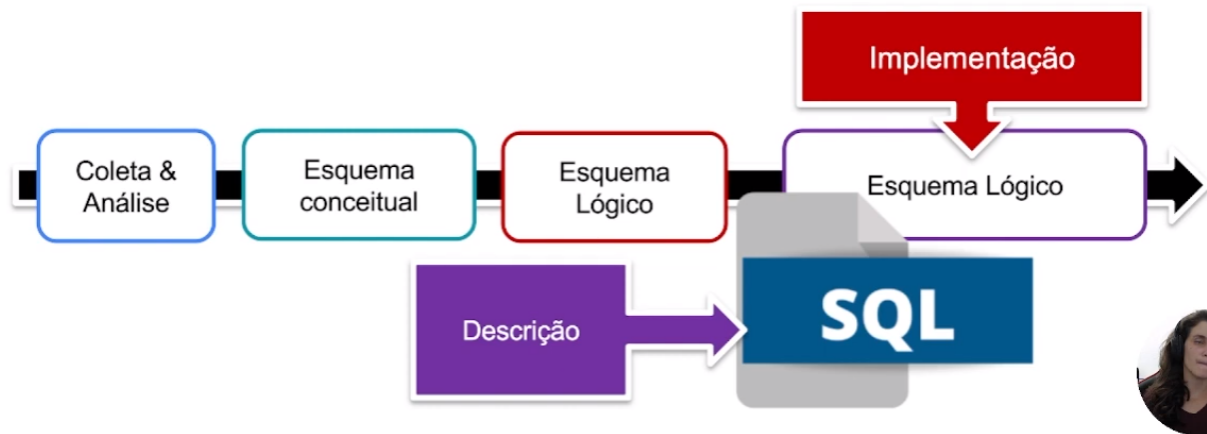 Implementação
Coleta &
Análise
Esquema
conceitual
Esquema
Lógico
Esquema Lógico
Descrição
SQL